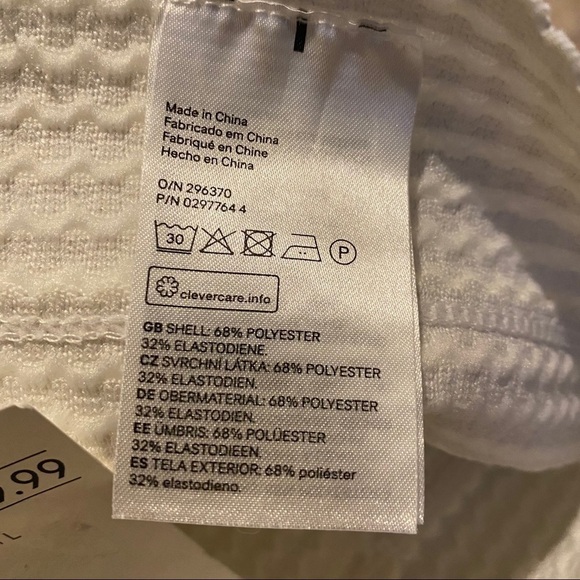 Made in China
Fabricado em China
Fabriqué en Chine
Hecho en China
O/N 296370
P/N 0297764 4
30 P
clevercare.info
GB SHELL: 68% POLYESTER
32% ELASTODIENE.
CZ SVRCHNÍ LÁTKA: 68% POLYESTER
32% ELASTODIEN.
DE OBERMATERIAL: 68% POLYESTER
32% ELASTODIEN.
EE ÜMBRIS: 68% POLÜESTER
32% ELASTODIEEN.
ES TELA EXTERIOR: 68% poliéster
32% elastodieno.
.99